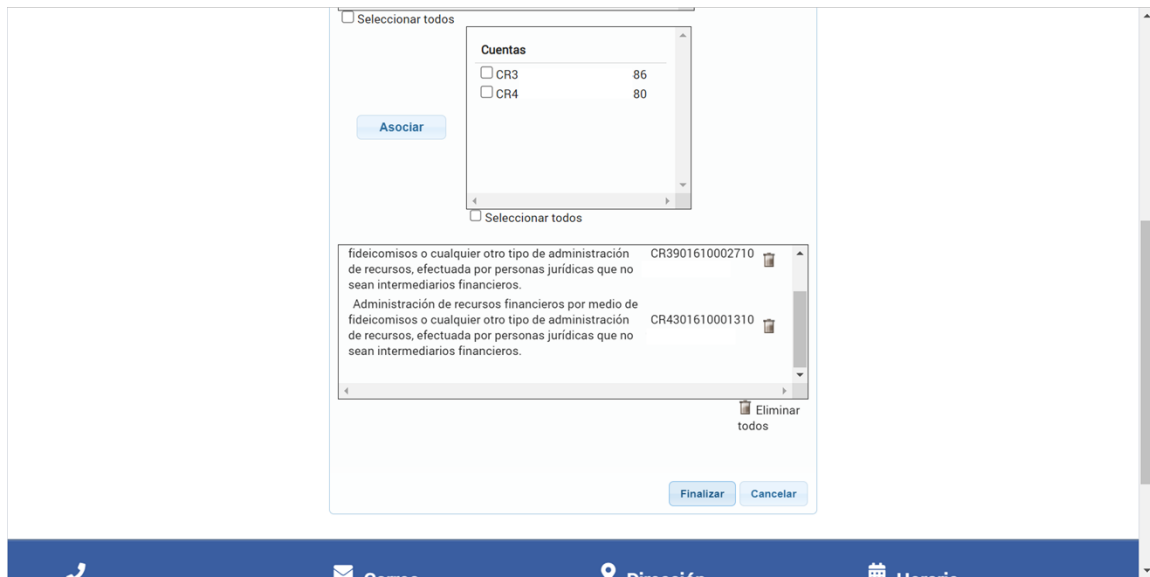 Seleccionar todos
Cuentas
CR3 86
CR4 80
Asociar
Seleccionar todos
fideicomisos o cualquier otro tipo de administración CR3901610002710
de recursos, efectuada por personas jurídicas que no
sean intermediarios financieros.
Administración de recursos financieros por medio de
fideicomisos o cualquier otro tipo de administración CR4301610001310
de recursos, efectuada por personas jurídicas que no
sean intermediarios financieros.
Eliminar
todos
Finalizar Cancelar
Correo Dirección Horario